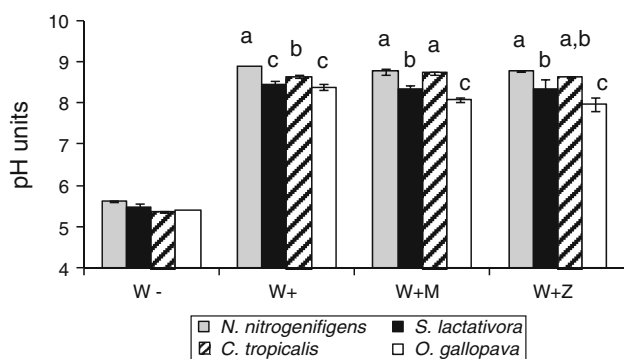 10
9
8
7
6
5
4
pH units
a c b c
a b a c
a b a,b c
W - W+ W+M W+Z
N. nitrogenifigens S. lactativora
C. tropicalis O. gallopava